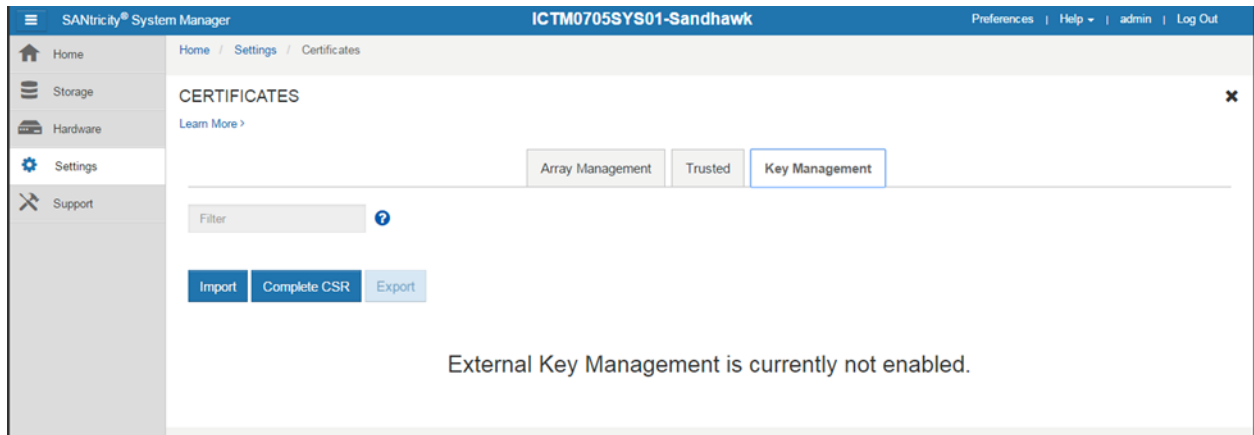 SANtricity® System Manager ICTM0705SYS01-Sandhawk Preferences | Help | admin | Log Out
Home
Storage
Hardware
Settings
Support
Home / Settings / Certificates
CERTIFICATES
Learn More >
Array Management Trusted Key Management
Filter
Import Complete CSR Export
External Key Management is currently not enabled.